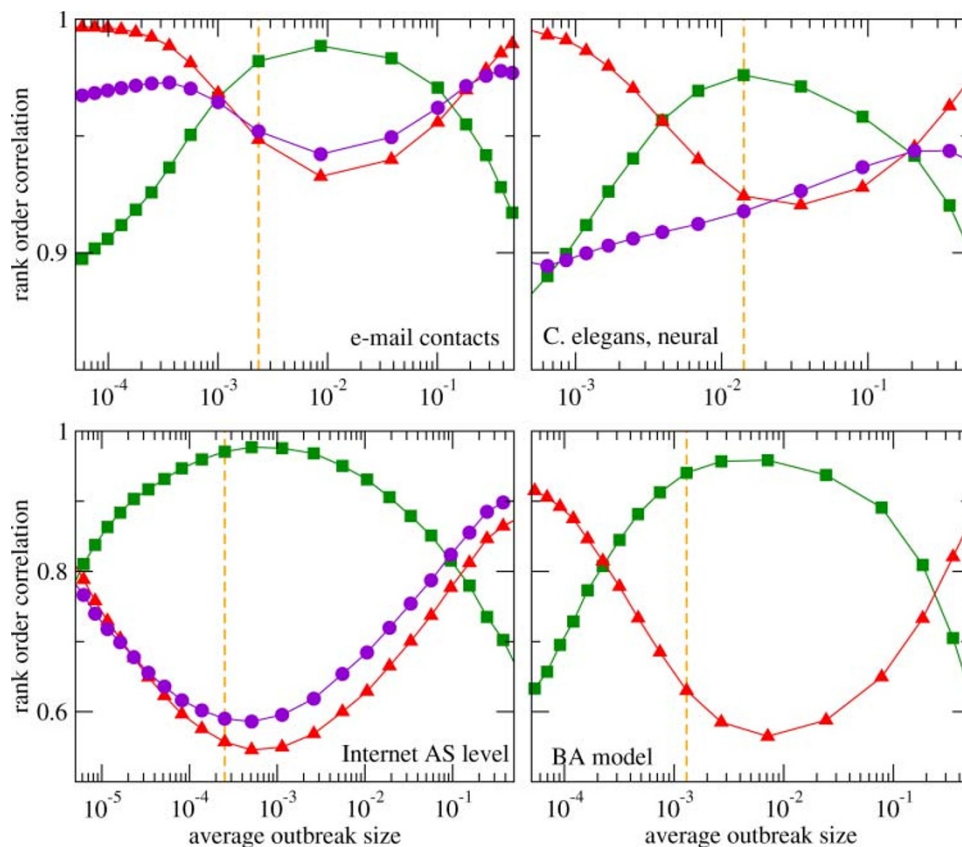 1
0.9
rank order correlation
10⁻⁴ 10⁻³ 10⁻² 10⁻¹
e-mail contacts
10⁻³ 10⁻² 10⁻¹
C. elegans, neural
1
0.8
0.6
rank order correlation
10⁻⁵ 10⁻⁴ 10⁻³ 10⁻² 10⁻¹
average outbreak size
Internet AS level
10⁻⁴ 10⁻³ 10⁻² 10⁻¹
average outbreak size
BA model